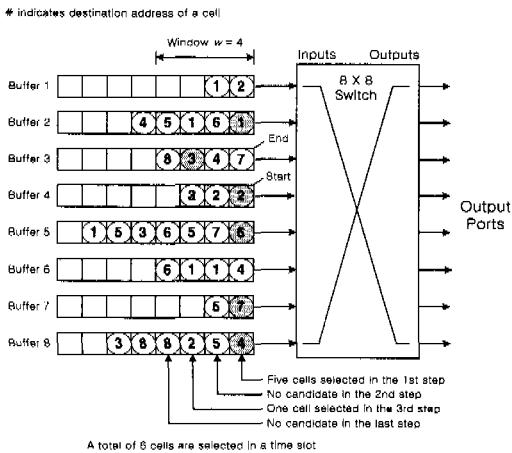 # indicates destination address of a cell
Window w = 4
Inputs Outputs
8 X 8
Switch
Buffer 1 1 2
Buffer 2 4 5 1 6 1
End
Buffer 3 8 3 4 7
Start
Buffer 4 3 2 2
Buffer 5 1 5 3 6 5 7 6
Buffer 6 6 1 1 4
Buffer 7 5 7
Buffer 8 3 8 8 2 5 4
Output
Ports
Five cells selected in the 1st step
No candidate in the 2nd step
One cell selected in the 3rd step
No candidate in the last step
A total of 6 cells are selected in a time slot